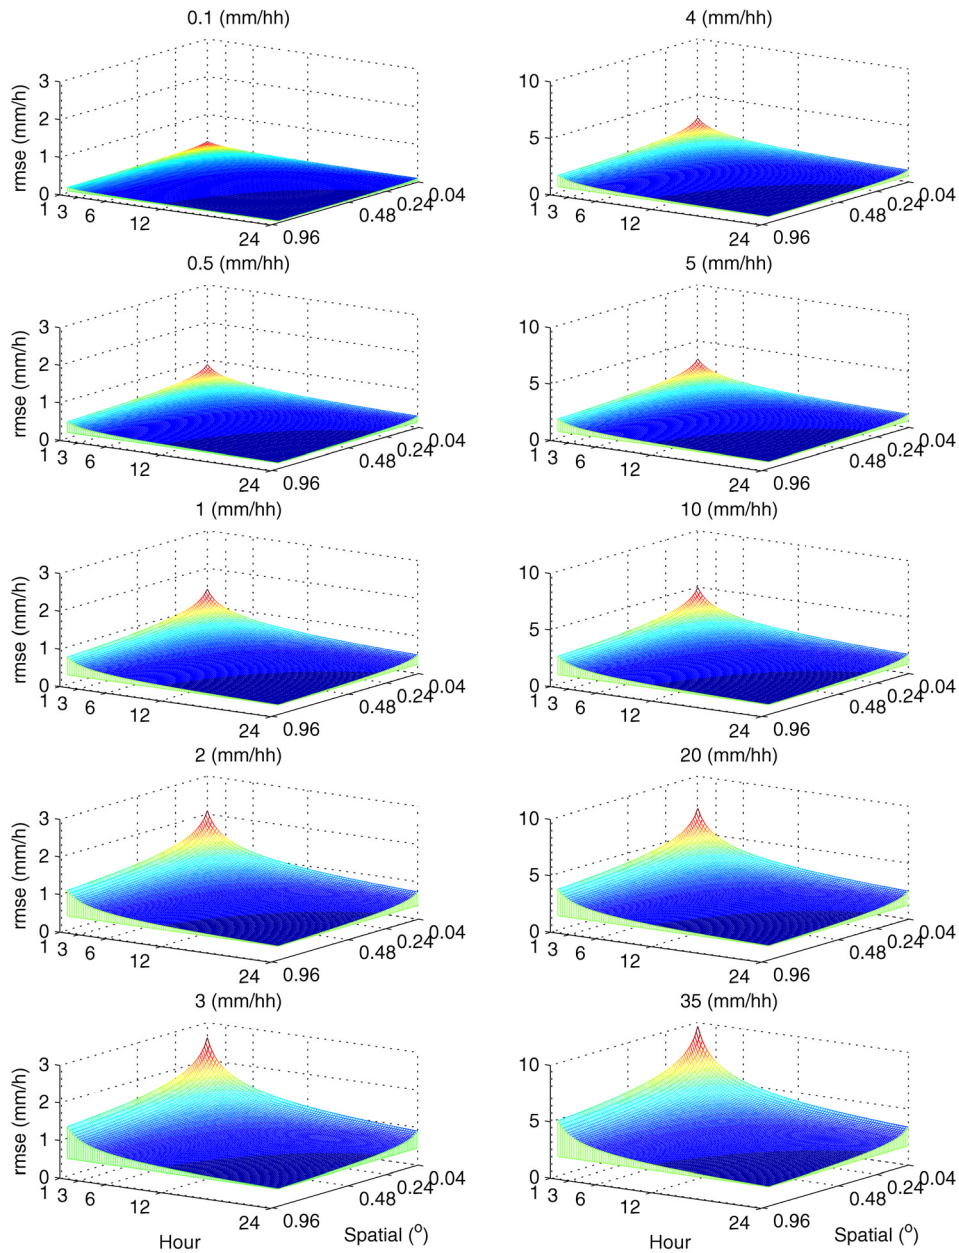 0.1 (mm/hh)
rmse (mm/h)
3
2
1
0
1 3 6 12 24
0.96 0.48 0.24 0.04
4 (mm/hh)
10
5
0
1 3 6 12 24
0.96 0.48 0.24 0.04
0.5 (mm/hh)
rmse (mm/h)
3
2
1
0
1 3 6 12 24
0.96 0.48 0.24 0.04
5 (mm/hh)
10
5
0
1 3 6 12 24
0.96 0.48 0.24 0.04
1 (mm/hh)
rmse (mm/h)
3
2
1
0
1 3 6 12 24
0.96 0.48 0.24 0.04
10 (mm/hh)
10
5
0
1 3 6 12 24
0.96 0.48 0.24 0.04
2 (mm/hh)
rmse (mm/h)
3
2
1
0
1 3 6 12 24
0.96 0.48 0.24 0.04
20 (mm/hh)
10
5
0
1 3 6 12 24
0.96 0.48 0.24 0.04
3 (mm/hh)
rmse (mm/h)
3
2
1
0
1 3 6 12 24
0.96 0.48 0.24 0.04
Hour
Spatial (°)
35 (mm/hh)
10
5
0
1 3 6 12 24
0.96 0.48 0.24 0.04
Hour
Spatial (°)